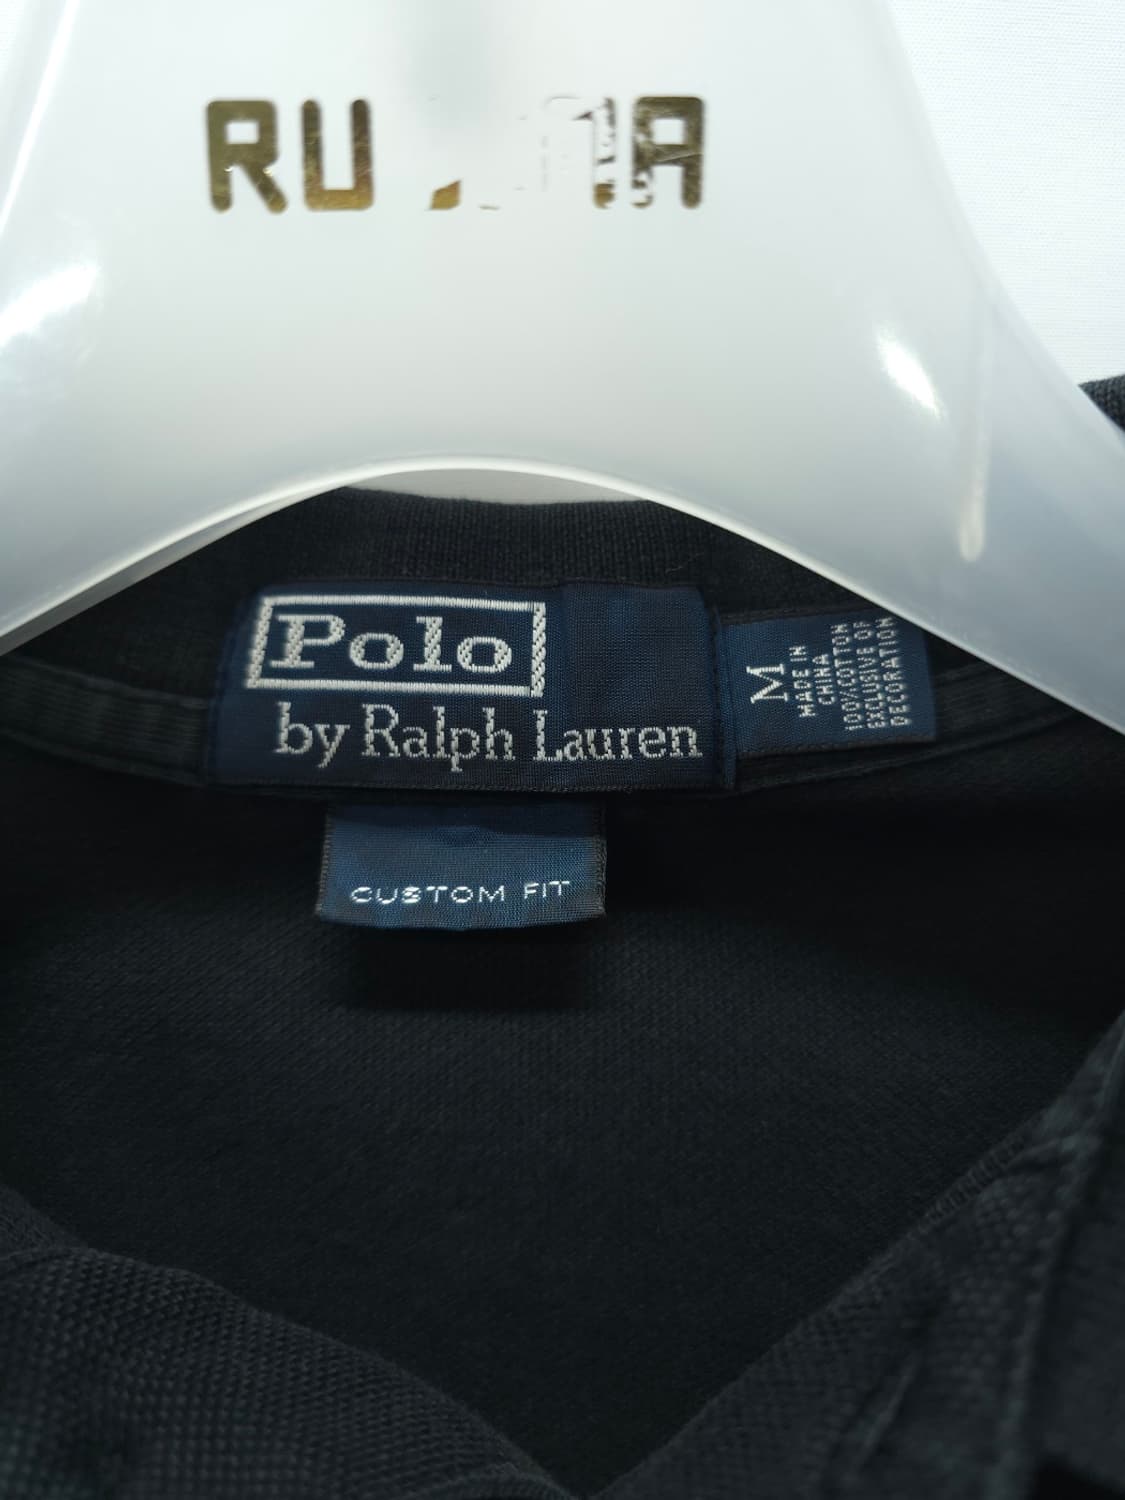 Polo
by Ralph Lauren
M
MADE IN
CHINA
100% COTTON
EXCLUSIVE OF
DECORATION
CUSTOM FIT